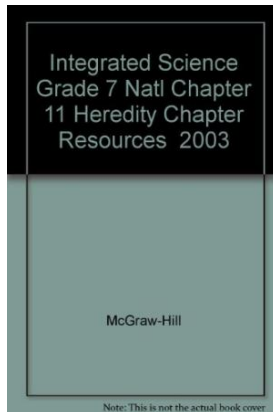 Integrated Science
Grade 7 Natl Chapter
11 Heredity Chapter
Resources 2003
McGraw-Hill
Note: This is not the actual book cover